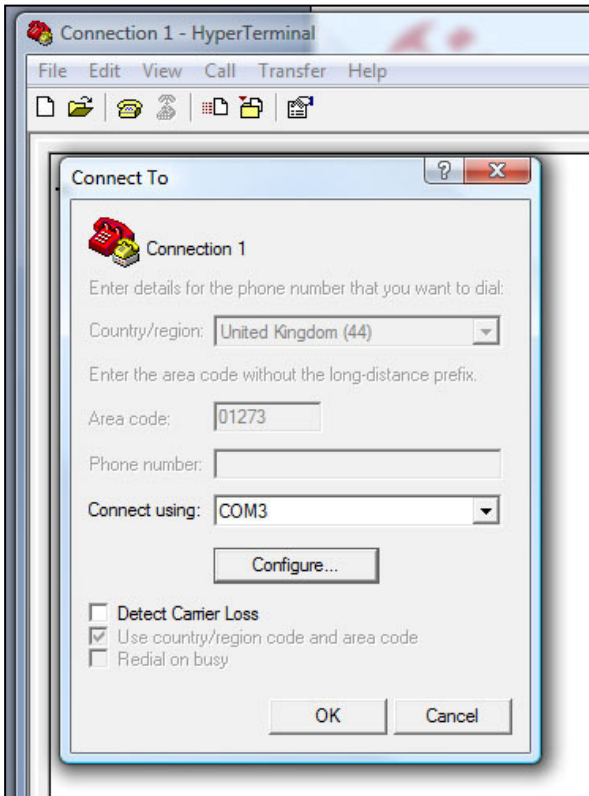 Connection 1 - HyperTerminal
File Edit View Call Transfer Help
Connect To
?
X
Connection 1
Enter details for the phone number that you want to dial:
Country/region: United Kingdom (44)
Enter the area code without the long-distance prefix.
Area code: 01273
Phone number:
Connect using: COM3
Configure...
Detect Carrier Loss
Use country/region code and area code
Redial on busy
OK Cancel